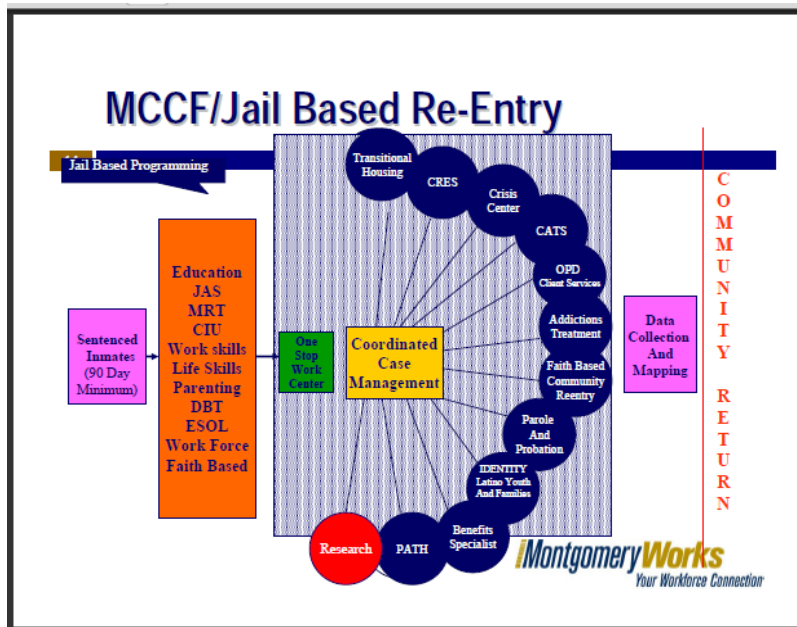 MCCF/Jail Based Re-Entry
Jail Based Programming
Sentenced
Inmates
(90 Day
Minimum)
Education
JAS
MRT
CIU
Work skills
Life Skills
Parenting
DBT
ESOL
Work Force
Faith Based
One
Stop
Work
Center
Coordinated
Case
Management
Transitional
Housing
CRES
Crisis
Center
CATS
OPD
Client Services
Addictions
Treatment
Faith Based
Community
Reentry
Parole
And
Probation
IDENTITY
Latino Youth
And Families
Benefits
Specialist
PATH
Research
Data
Collection
And
Mapping
COMMUNITY
RETURN
MontgomeryWorks
Your Workforce Connection